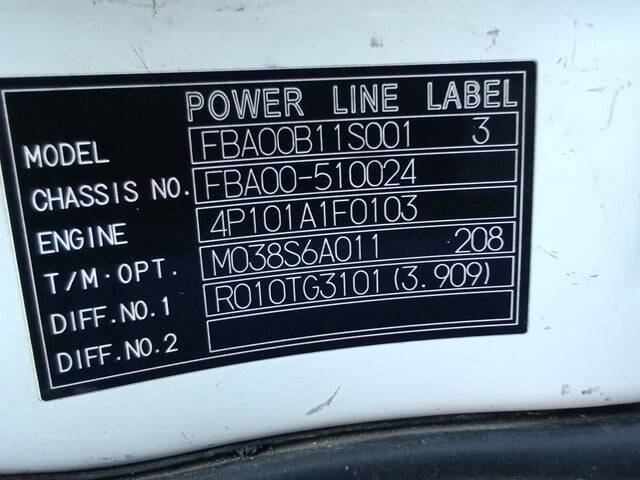 POWER LINE LABEL
MODEL FBA00B11S001 3
CHASSIS NO. FBA00-510024
ENGINE 4P101A1F0103
T/M·OPT. M038S6A011 208
DIFF.NO.1 R010TG3101(3.909)
DIFF.NO.2